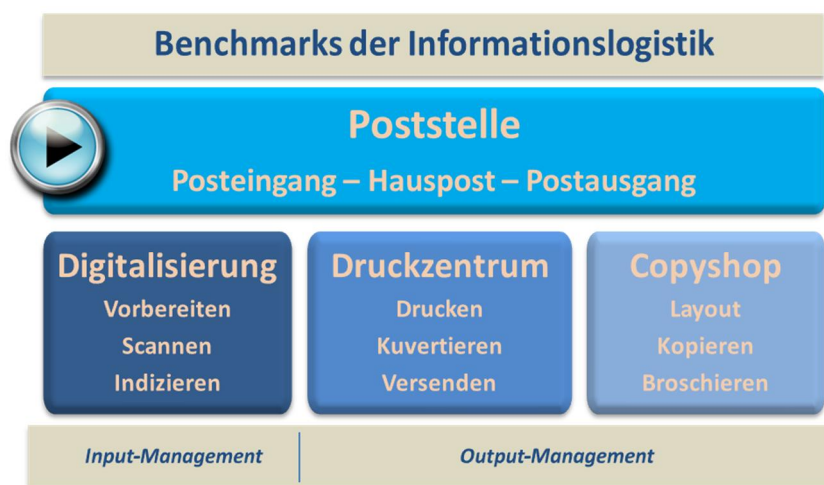 Benchmarks der Informationslogistik
Poststelle
Posteingang – Hauspost – Postausgang
Digitalisierung
Vorbereiten
Scannen
Indizieren
Druckzentrum
Drucken
Kuvertieren
Versenden
Copyshop
Layout
Kopieren
Broschieren
Input-Management
Output-Management